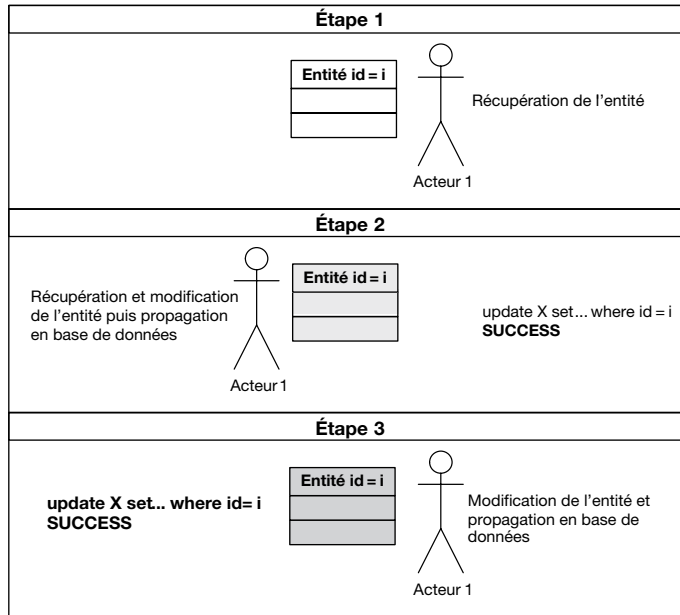 Étape 1
Entité id = i
Récupération de l'entité
Acteur 1
Étape 2
Entité id = i
Récupération et modification
de l'entité puis propagation
en base de données
update X set... where id = i
SUCCESS
Acteur 1
Étape 3
Entité id = i
update X set... where id= i
SUCCESS
Modification de l'entité et
propagation en base de
données
Acteur 1